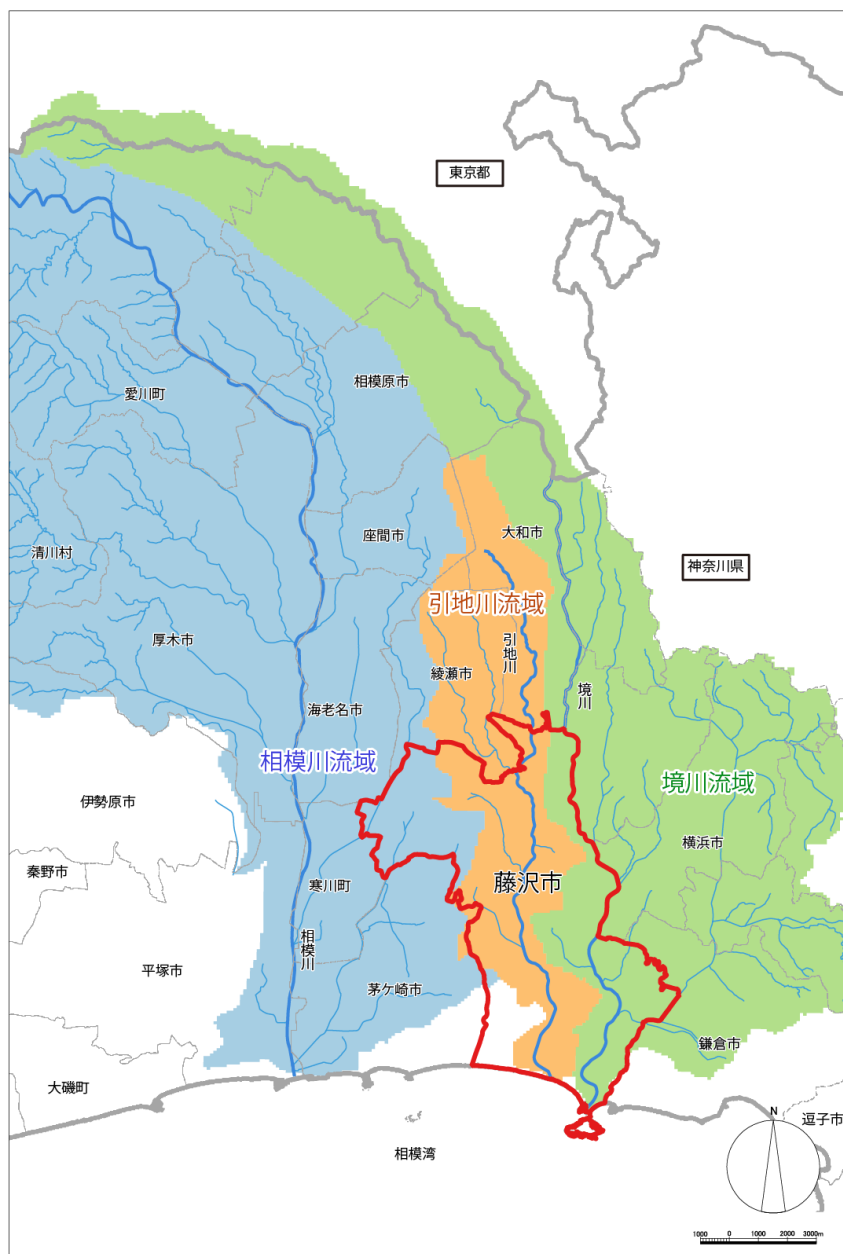 東京都
相模原市
愛川町
大和市
座間市
清川村
神奈川県
引地川流域
厚木市
引地川
綾瀬市
境川
海老名市
相模川流域
境川流域
伊勢原市
横浜市
秦野市
藤沢市
寒川町
相模川
平塚市
茅ケ崎市
鎌倉市
大磯町
逗子市
相模湾
N
1000 0 1000 2000 3000m